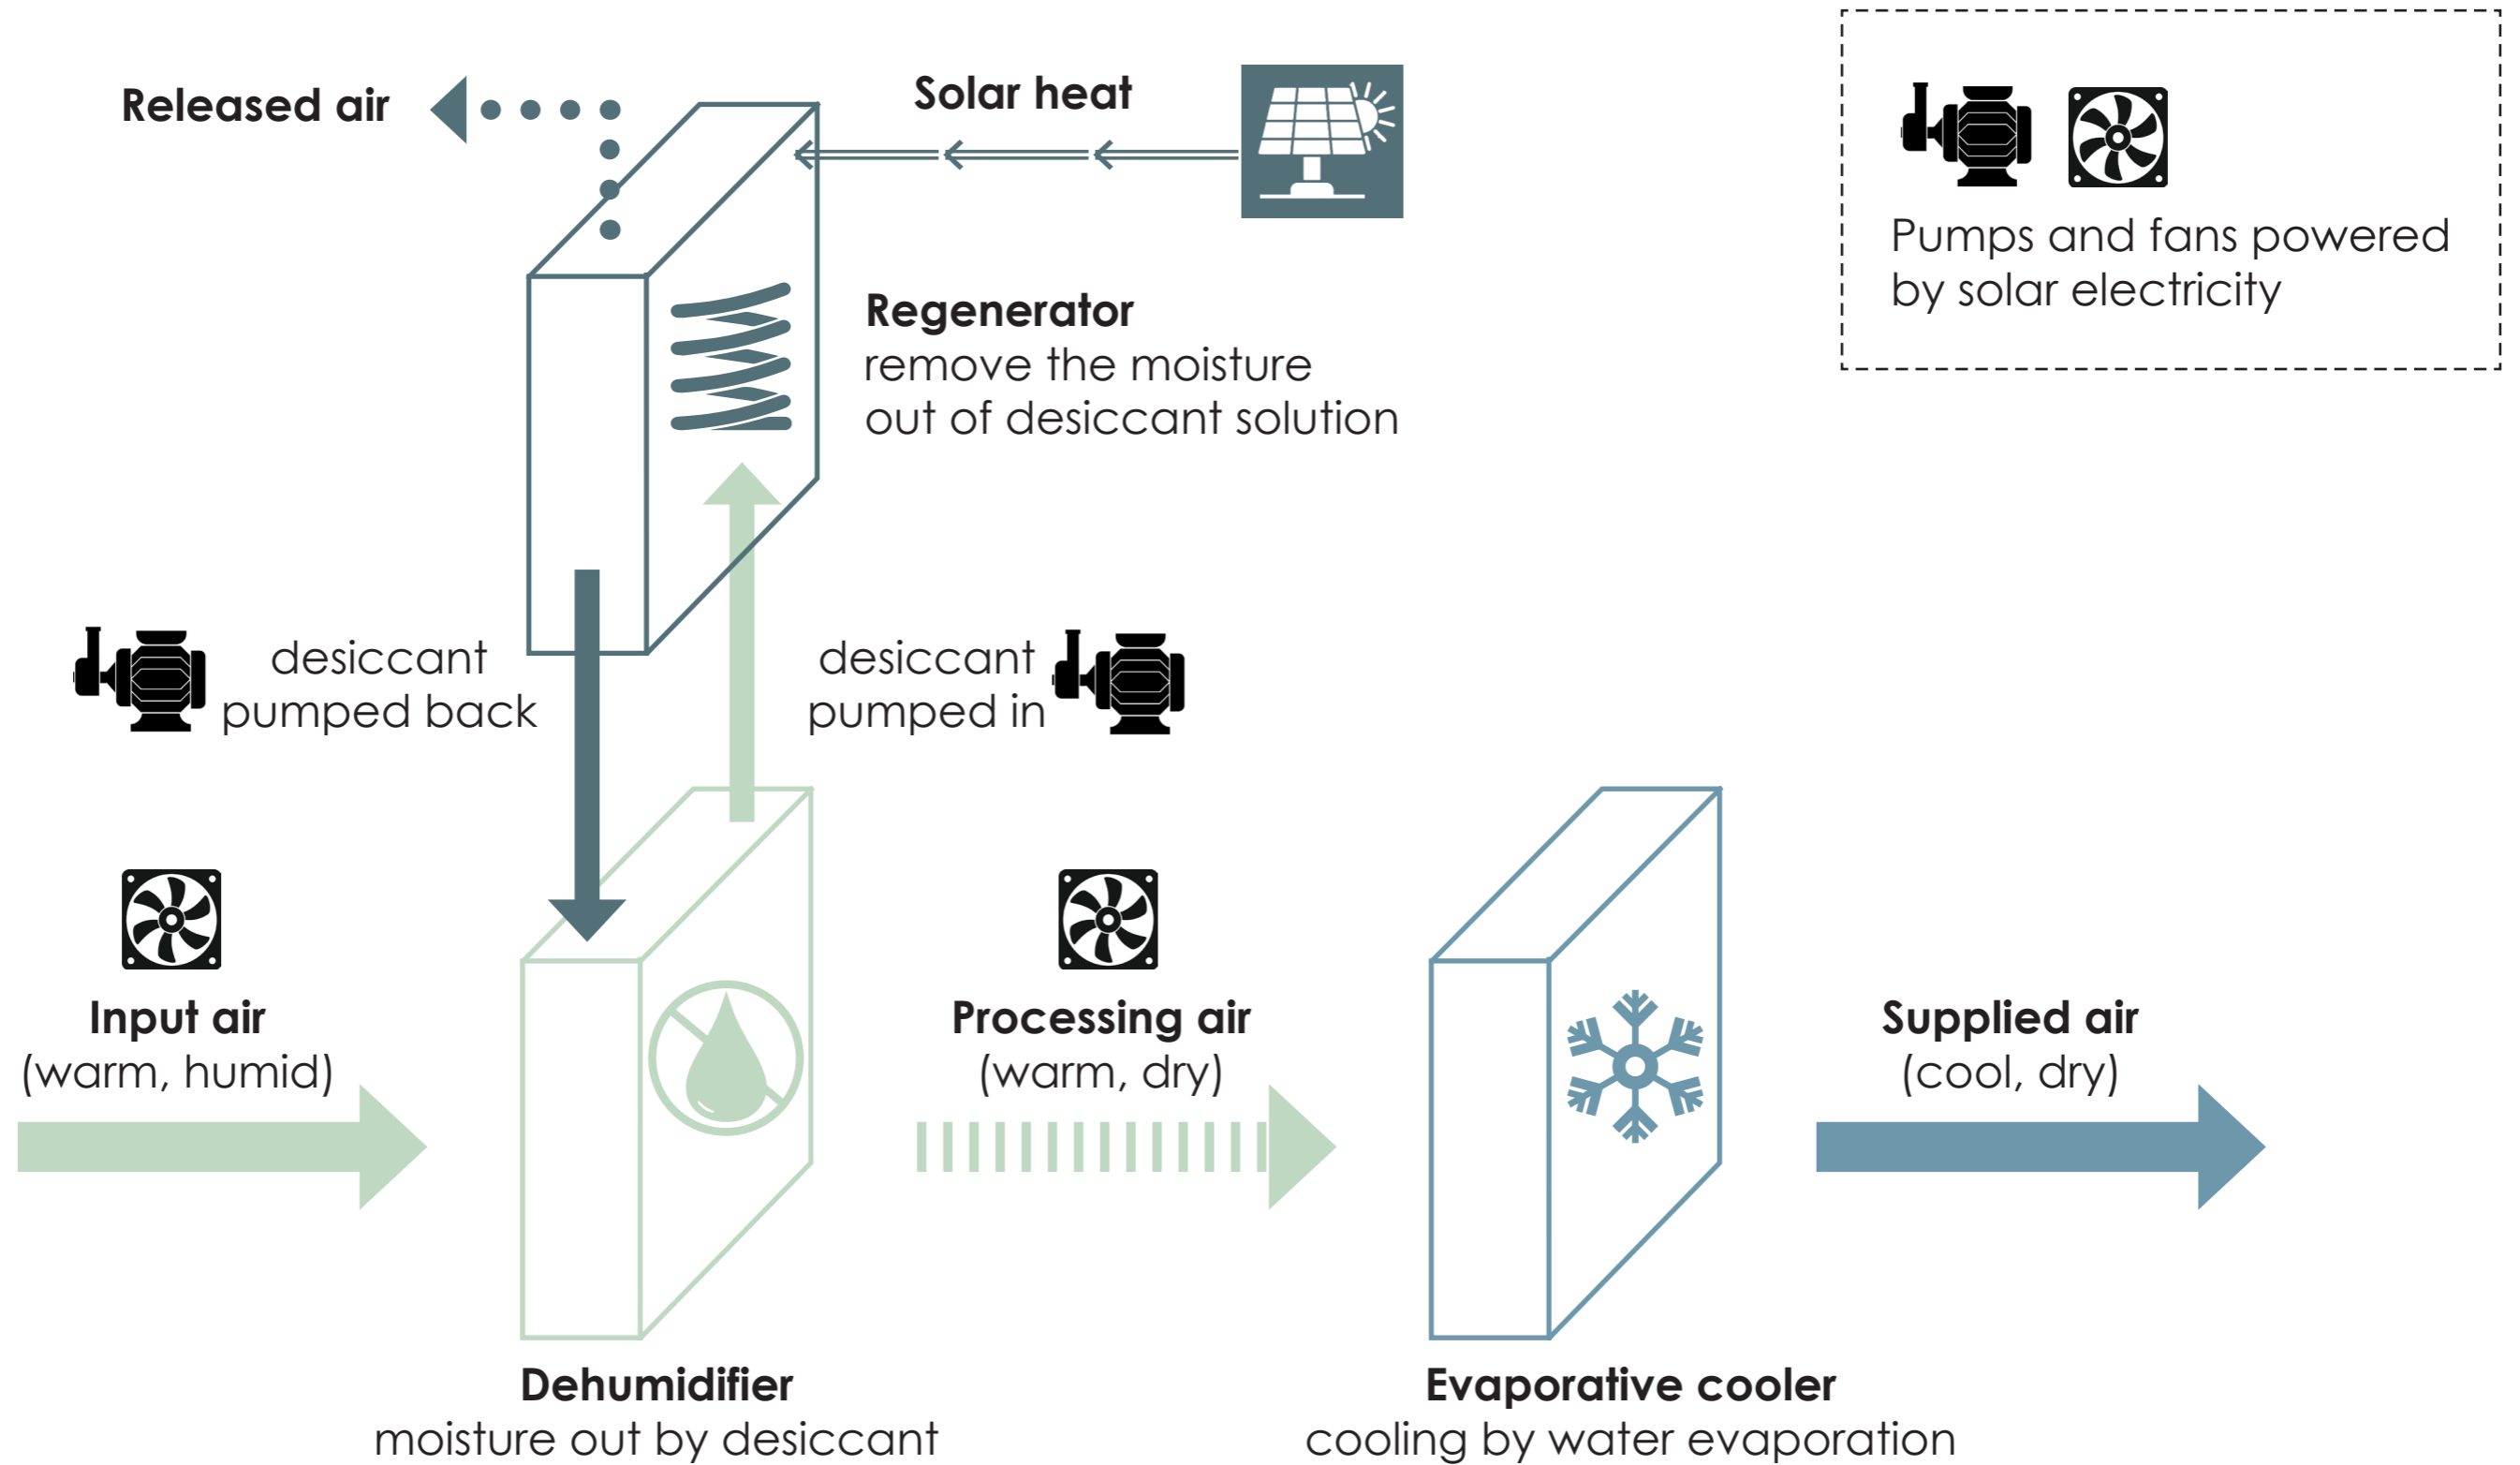 Released air
Solar heat
Pumps and fans powered
by solar electricity
Regenerator
remove the moisture
out of desiccant solution
desiccant
pumped back
desiccant
pumped in
Input air
(warm, humid)
Processing air
(warm, dry)
Supplied air
(cool, dry)
Dehumidifier
moisture out by desiccant
Evaporative cooler
cooling by water evaporation